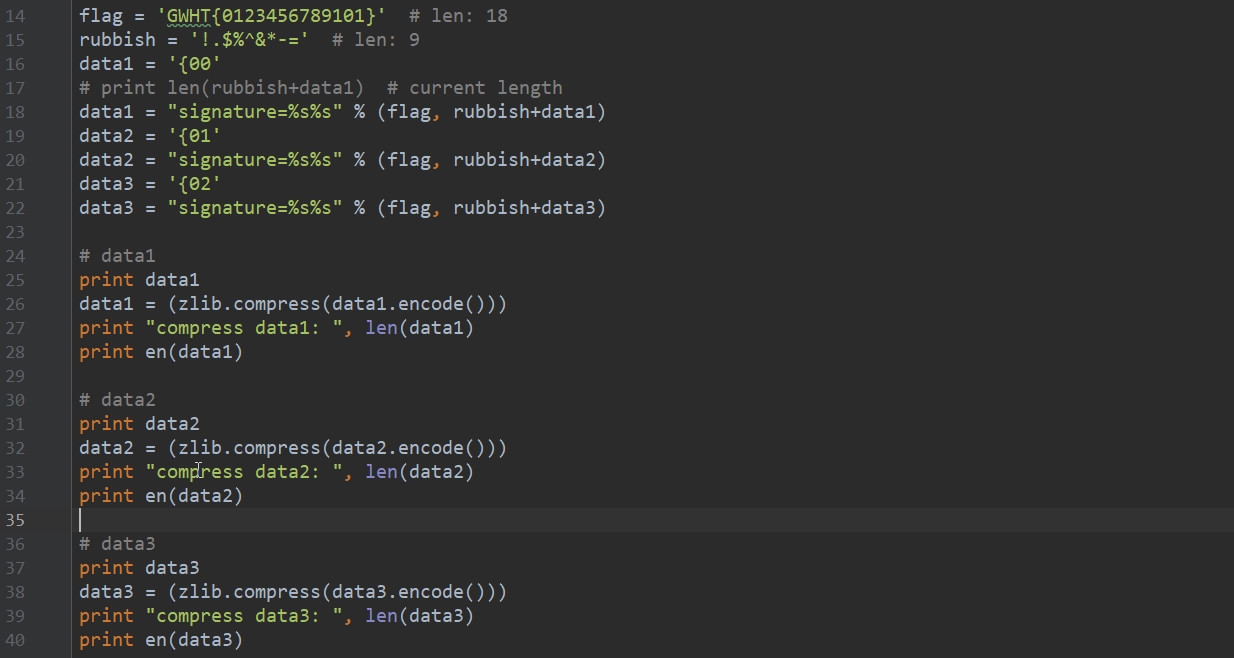 14 flag = 'GWHT{0123456789101}'  # len: 18
15 rubbish = '!.$%^&*-='  # len: 9
16 data1 = '{00'
17 # print len(rubbish+data1)  # current length
18 data1 = "signature=%s%s" % (flag, rubbish+data1)
19 data2 = '{01'
20 data2 = "signature=%s%s" % (flag, rubbish+data2)
21 data3 = '{02'
22 data3 = "signature=%s%s" % (flag, rubbish+data3)
23
24 # data1
25 print data1
26 data1 = (zlib.compress(data1.encode()))
27 print "compress data1: ", len(data1)
28 print en(data1)
29
30 # data2
31 print data2
32 data2 = (zlib.compress(data2.encode()))
33 print "compress data2: ", len(data2)
34 print en(data2)
35
36 # data3
37 print data3
38 data3 = (zlib.compress(data3.encode()))
39 print "compress data3: ", len(data3)
40 print en(data3)